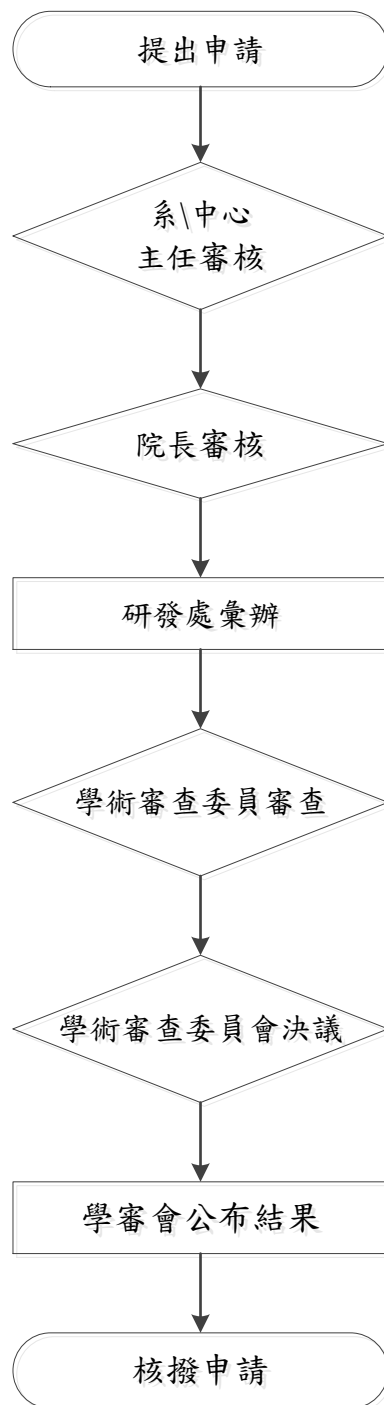 提出申請
系\中心
主任審核
院長審核
研發處彙辦
學術審查委員審查
學術審查委員會決議
學審會公布結果
核撥申請